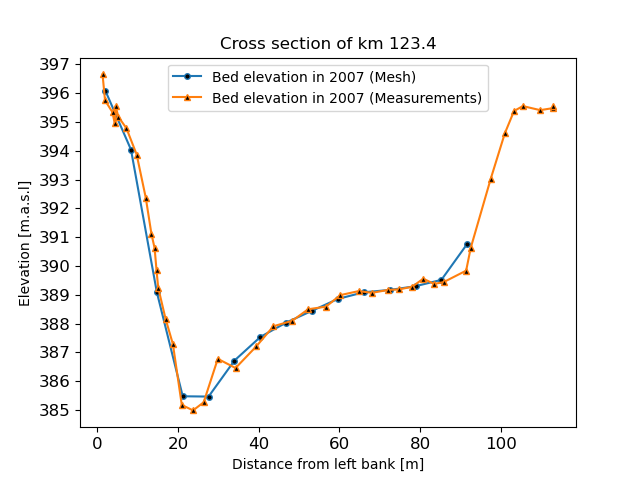 Cross section of km 123.4
Bed elevation in 2007 (Mesh)
Bed elevation in 2007 (Measurements)
397
396
395
394
393
392
391
390
389
388
387
386
385
Elevation [m.a.s.l]
0 20 40 60 80 100
Distance from left bank [m]